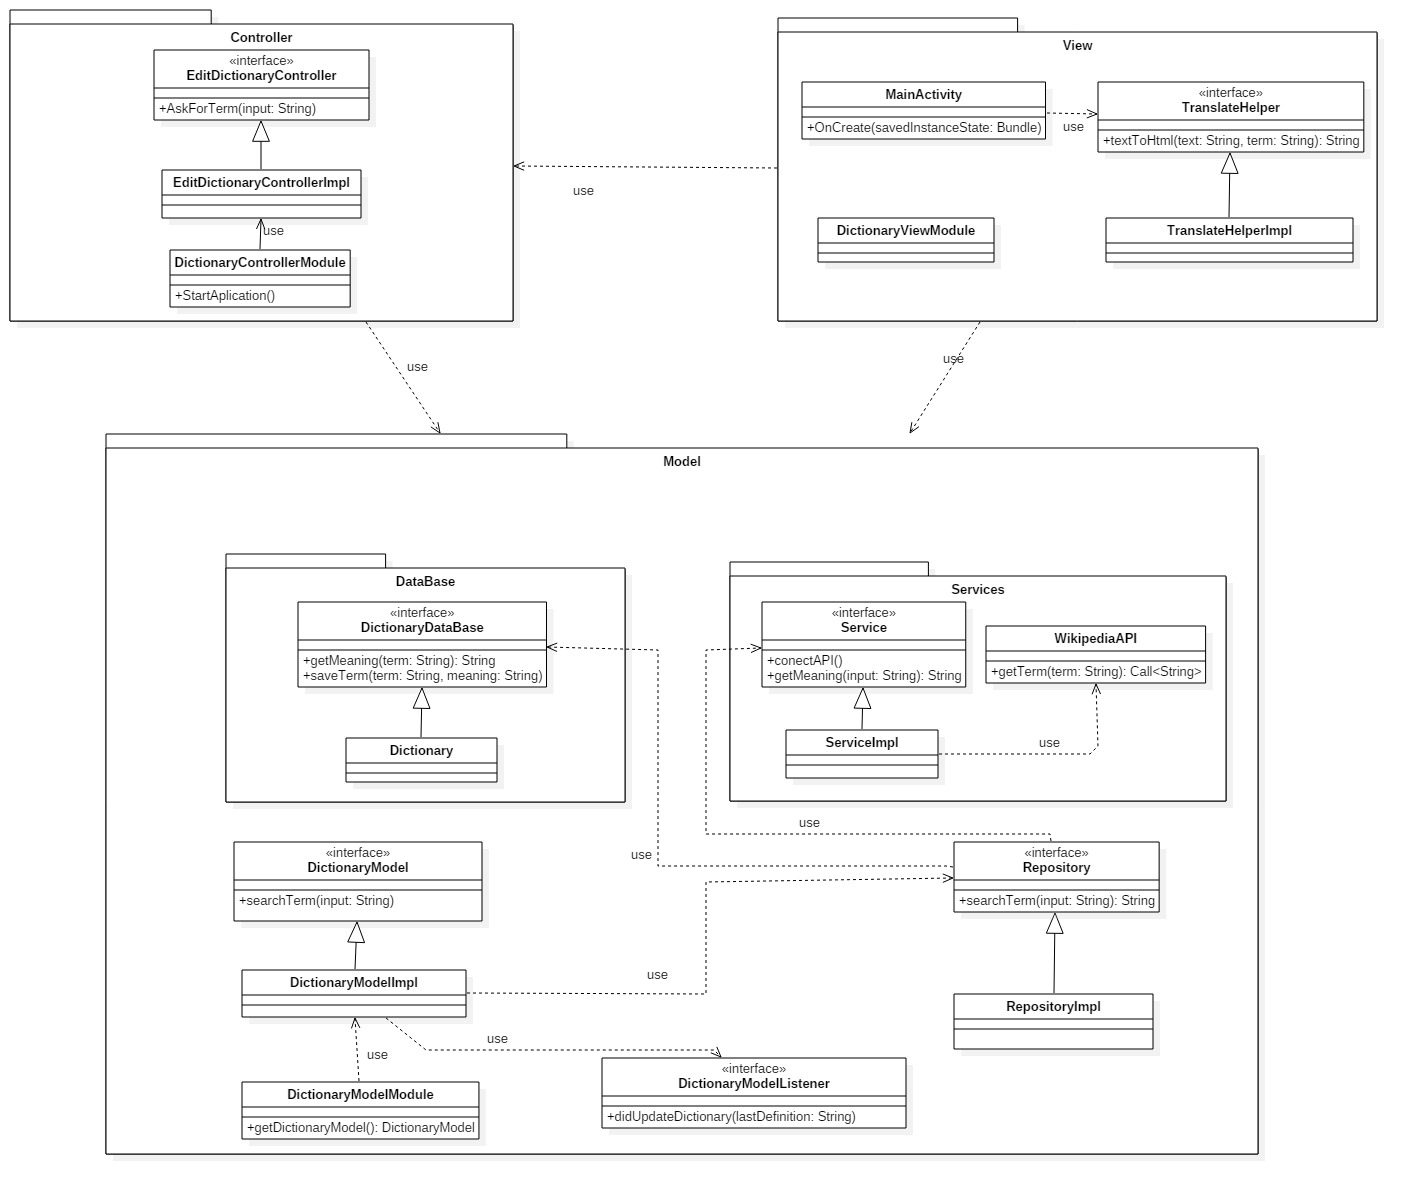 Controller
«interface»
EditDictionaryController
+AskForTerm(input: String)
EditDictionaryControllerImpl
use
DictionaryControllerModule
+StartAplication()
use
View
MainActivity
+OnCreate(savedInstanceState: Bundle)
use
«interface»
TranslateHelper
+textToHtml(text: String, term: String): String
DictionaryViewModule
TranslateHelperImpl
use
use
Model
DataBase
«interface»
DictionaryDataBase
+getMeaning(term: String): String
+saveTerm(term: String, meaning: String)
Dictionary
Services
«interface»
Service
+conectAPI()
+getMeaning(input: String): String
WikipediaAPI
+getTerm(term: String): Call<String>
ServiceImpl
use
use
use
«interface»
DictionaryModel
+searchTerm(input: String)
«interface»
Repository
+searchTerm(input: String): String
DictionaryModelImpl
use
RepositoryImpl
use
use
DictionaryModelModule
+getDictionaryModel(): DictionaryModel
«interface»
DictionaryModelListener
+didUpdateDictionary(lastDefinition: String)